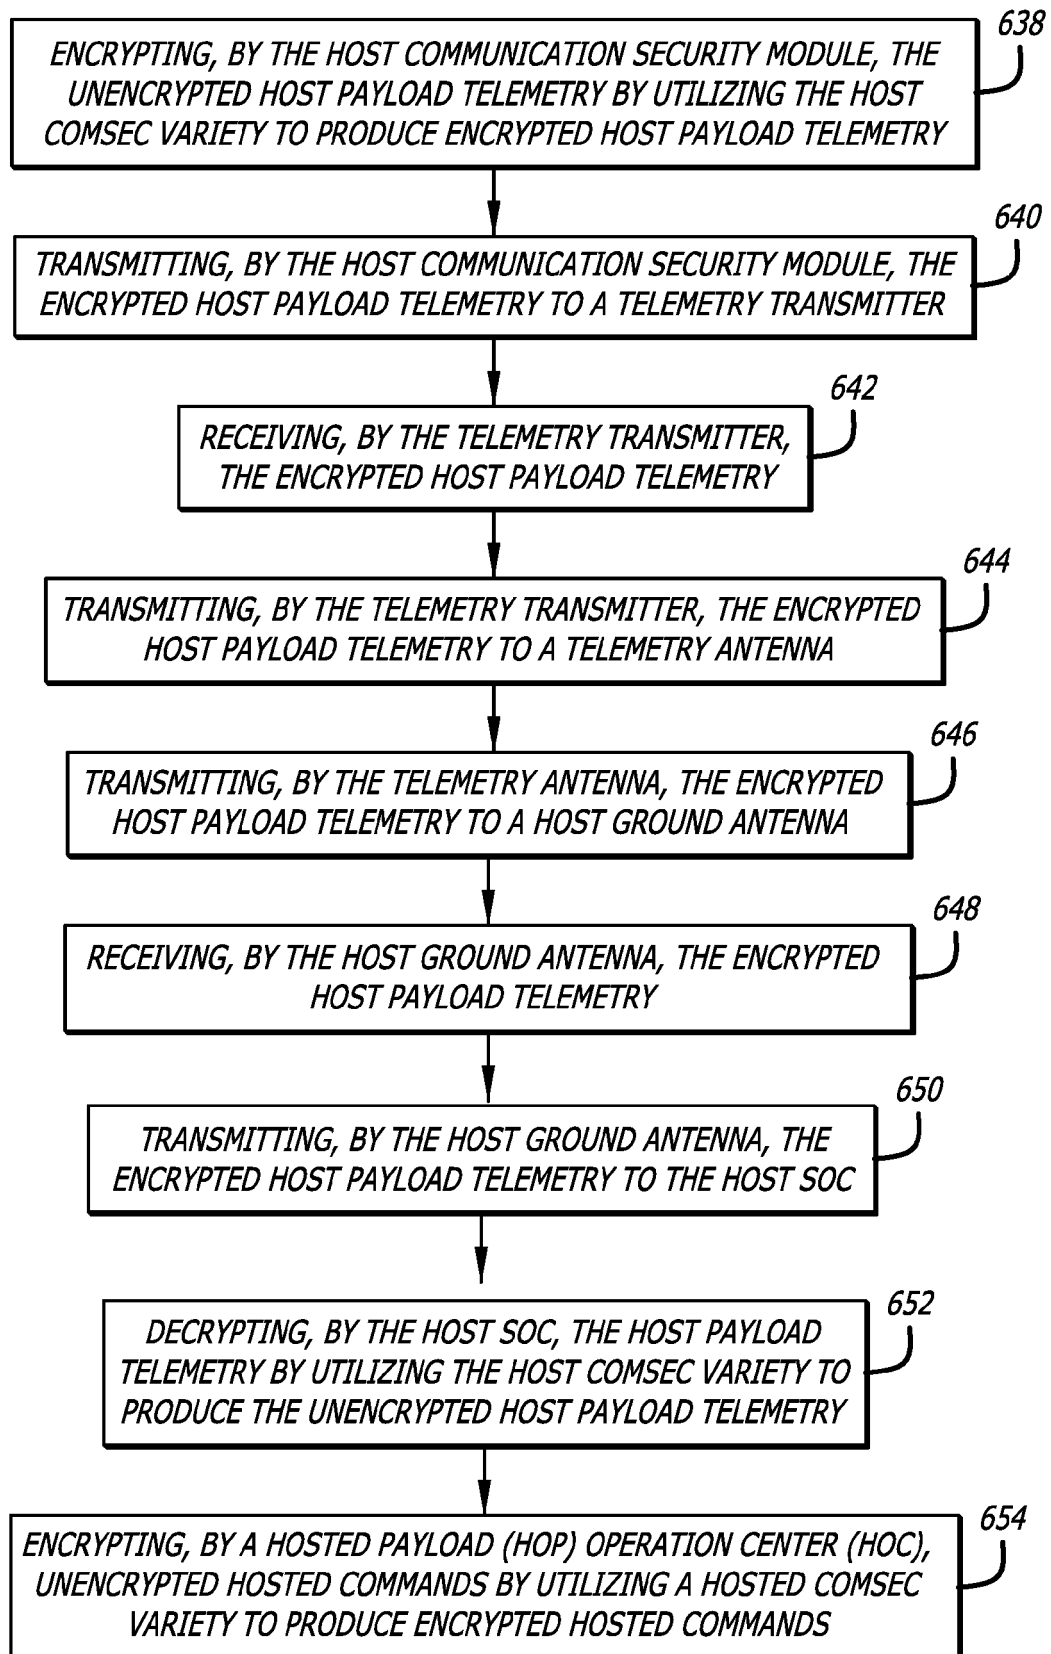 638
ENCRYPTING, BY THE HOST COMMUNICATION SECURITY MODULE, THE
UNENCRYPTED HOST PAYLOAD TELEMETRY BY UTILIZING THE HOST
COMSEC VARIETY TO PRODUCE ENCRYPTED HOST PAYLOAD TELEMETRY
640
TRANSMITTING, BY THE HOST COMMUNICATION SECURITY MODULE, THE
ENCRYPTED HOST PAYLOAD TELEMETRY TO A TELEMETRY TRANSMITTER
642
RECEIVING, BY THE TELEMETRY TRANSMITTER,
THE ENCRYPTED HOST PAYLOAD TELEMETRY
644
TRANSMITTING, BY THE TELEMETRY TRANSMITTER, THE ENCRYPTED
HOST PAYLOAD TELEMETRY TO A TELEMETRY ANTENNA
646
TRANSMITTING, BY THE TELEMETRY ANTENNA, THE ENCRYPTED
HOST PAYLOAD TELEMETRY TO A HOST GROUND ANTENNA
648
RECEIVING, BY THE HOST GROUND ANTENNA, THE ENCRYPTED
HOST PAYLOAD TELEMETRY
650
TRANSMITTING, BY THE HOST GROUND ANTENNA, THE
ENCRYPTED HOST PAYLOAD TELEMETRY TO THE HOST SOC
652
DECRYPTING, BY THE HOST SOC, THE HOST PAYLOAD
TELEMETRY BY UTILIZING THE HOST COMSEC VARIETY TO
PRODUCE THE UNENCRYPTED HOST PAYLOAD TELEMETRY
654
ENCRYPTING, BY A HOSTED PAYLOAD (HOP) OPERATION CENTER (HOC),
UNENCRYPTED HOSTED COMMANDS BY UTILIZING A HOSTED COMSEC
VARIETY TO PRODUCE ENCRYPTED HOSTED COMMANDS